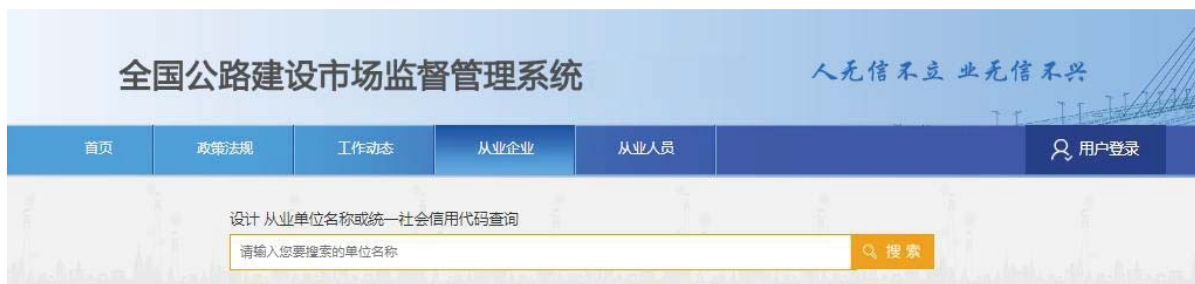 全国公路建设市场监督管理系统
人无信不立 业无信不兴
首页 政策法规 工作动态 从业企业 从业人员 用户登录
设计 从业单位名称或统一社会信用代码查询
请输入您要搜索的单位名称 搜索